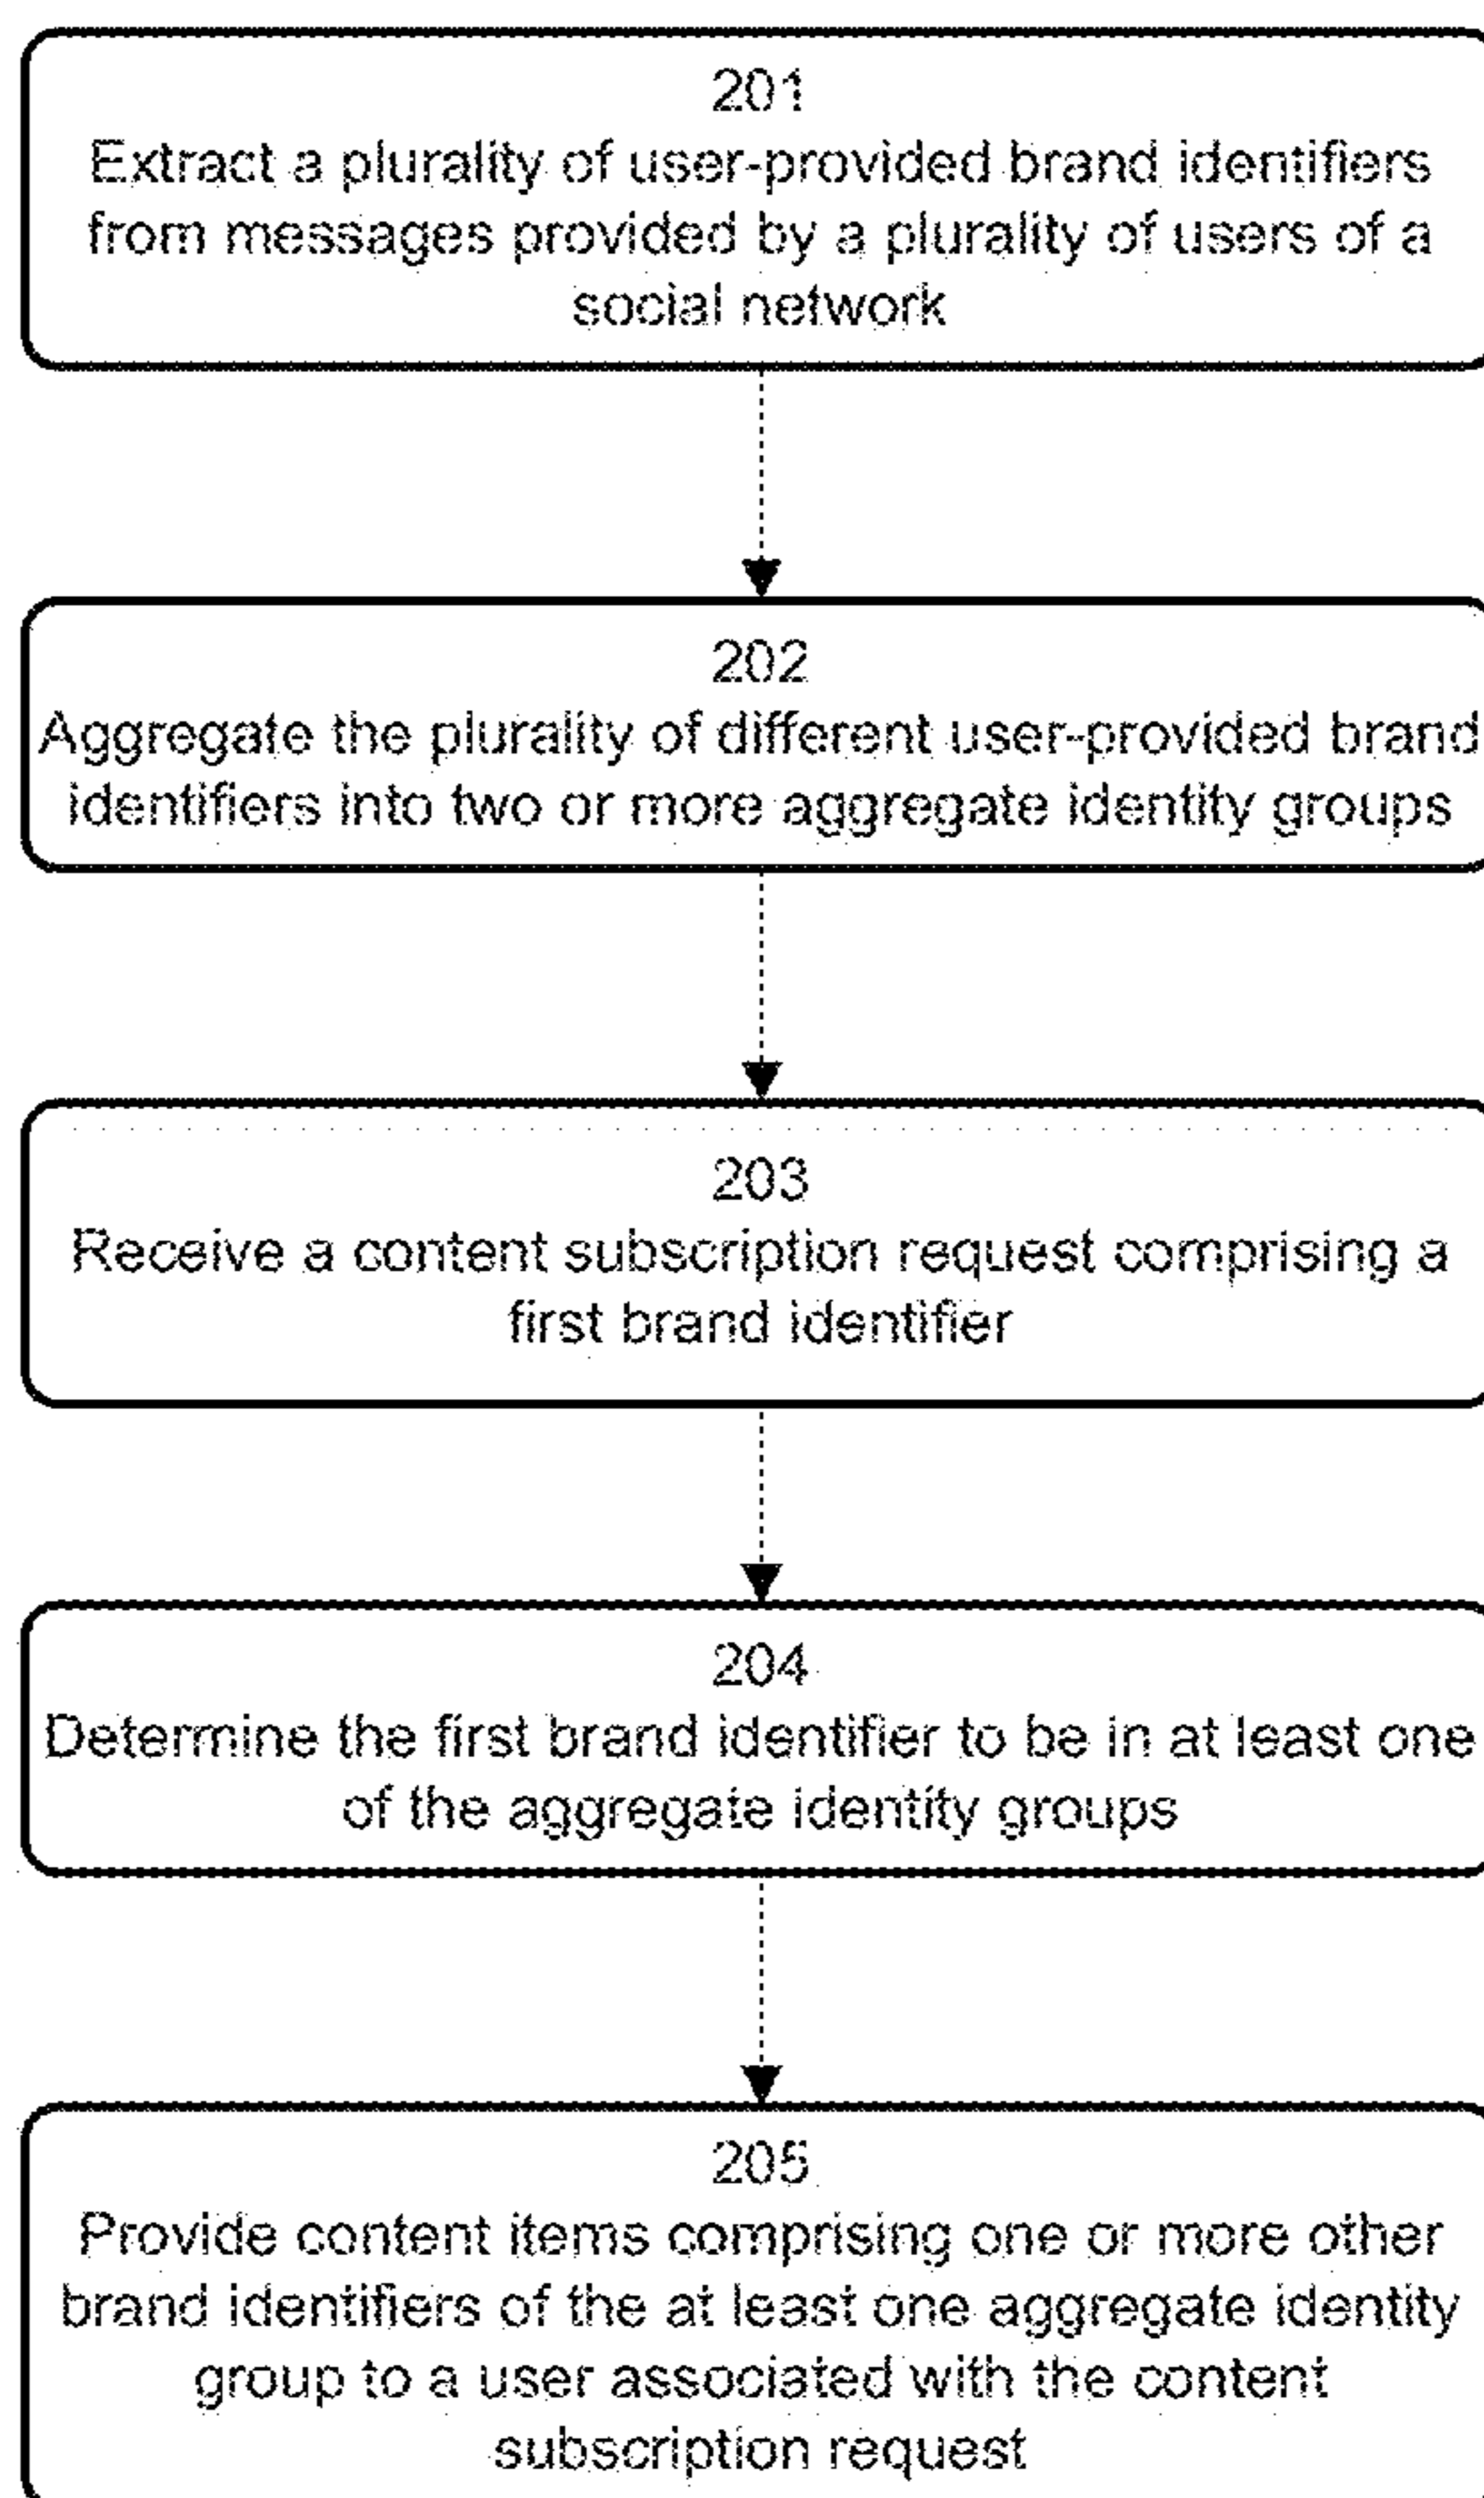 201
Extract a plurality of user-provided brand identifiers
from messages provided by a plurality of users of a
social network
202
Aggregate the plurality of different user-provided brand
identifiers into two or more aggregate identity groups
203
Receive a content subscription request comprising a
first brand identifier
204
Determine the first brand identifier to be in at least one
of the aggregate identity groups
205
Provide content items comprising one or more other
brand identifiers of the at least one aggregate identity
group to a user associated with the content
subscription request